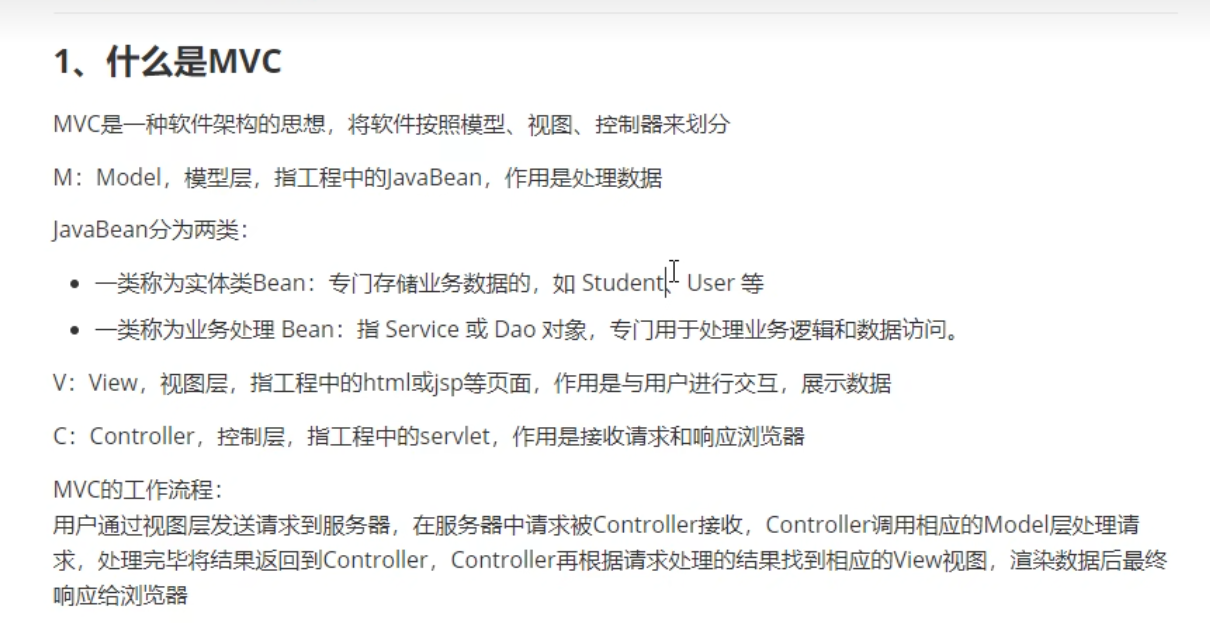 1、什么是MVC
MVC是一种软件架构的思想，将软件按照模型、视图、控制器来划分
M：Model，模型层，指工程中的JavaBean，作用是处理数据
JavaBean分为两类：
一类称为实体类Bean：专门存储业务数据的，如 Student、 User 等
一类称为业务处理 Bean：指 Service 或 Dao 对象，专门用于处理业务逻辑和数据访问。
V：View，视图层，指工程中的html或jsp等页面，作用是与用户进行交互，展示数据
C：Controller，控制层，指工程中的servlet，作用是接收请求和响应浏览器
MVC的工作流程：
用户通过视图层发送请求到服务器，在服务器中请求被Controller接收，Controller调用相应的Model层处理请
求，处理完毕将结果返回到Controller，Controller再根据请求处理的结果找到相应的View视图，渲染数据后最终
响应给浏览器